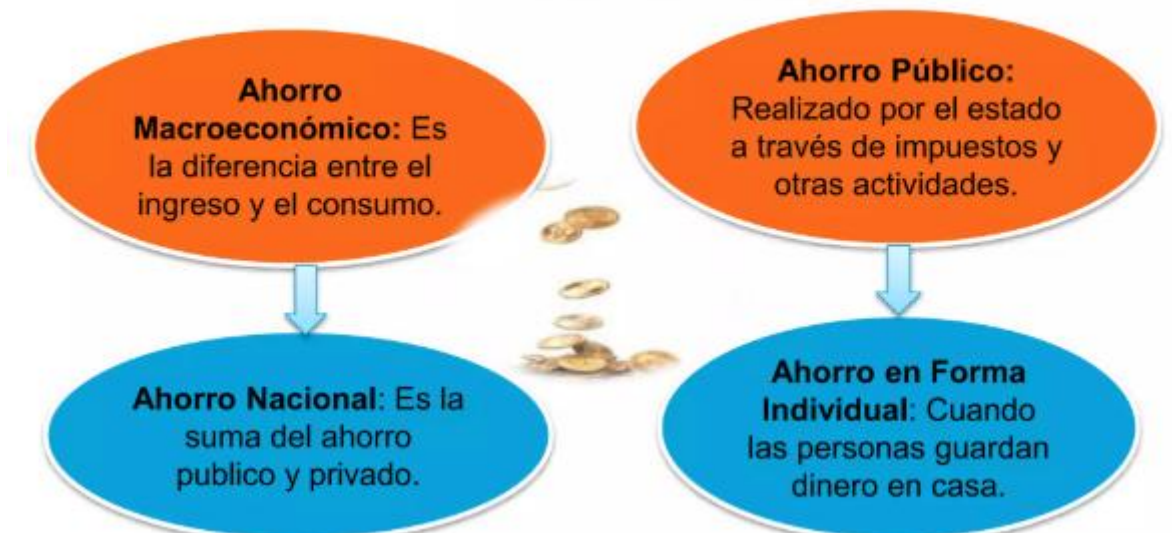 Ahorro
Macroeconómico: Es
la diferencia entre el
ingreso y el consumo.
Ahorro Público:
Realizado por el estado
a través de impuestos y
otras actividades.
Ahorro Nacional: Es la
suma del ahorro
publico y privado.
Ahorro en Forma
Individual: Cuando
las personas guardan
dinero en casa.